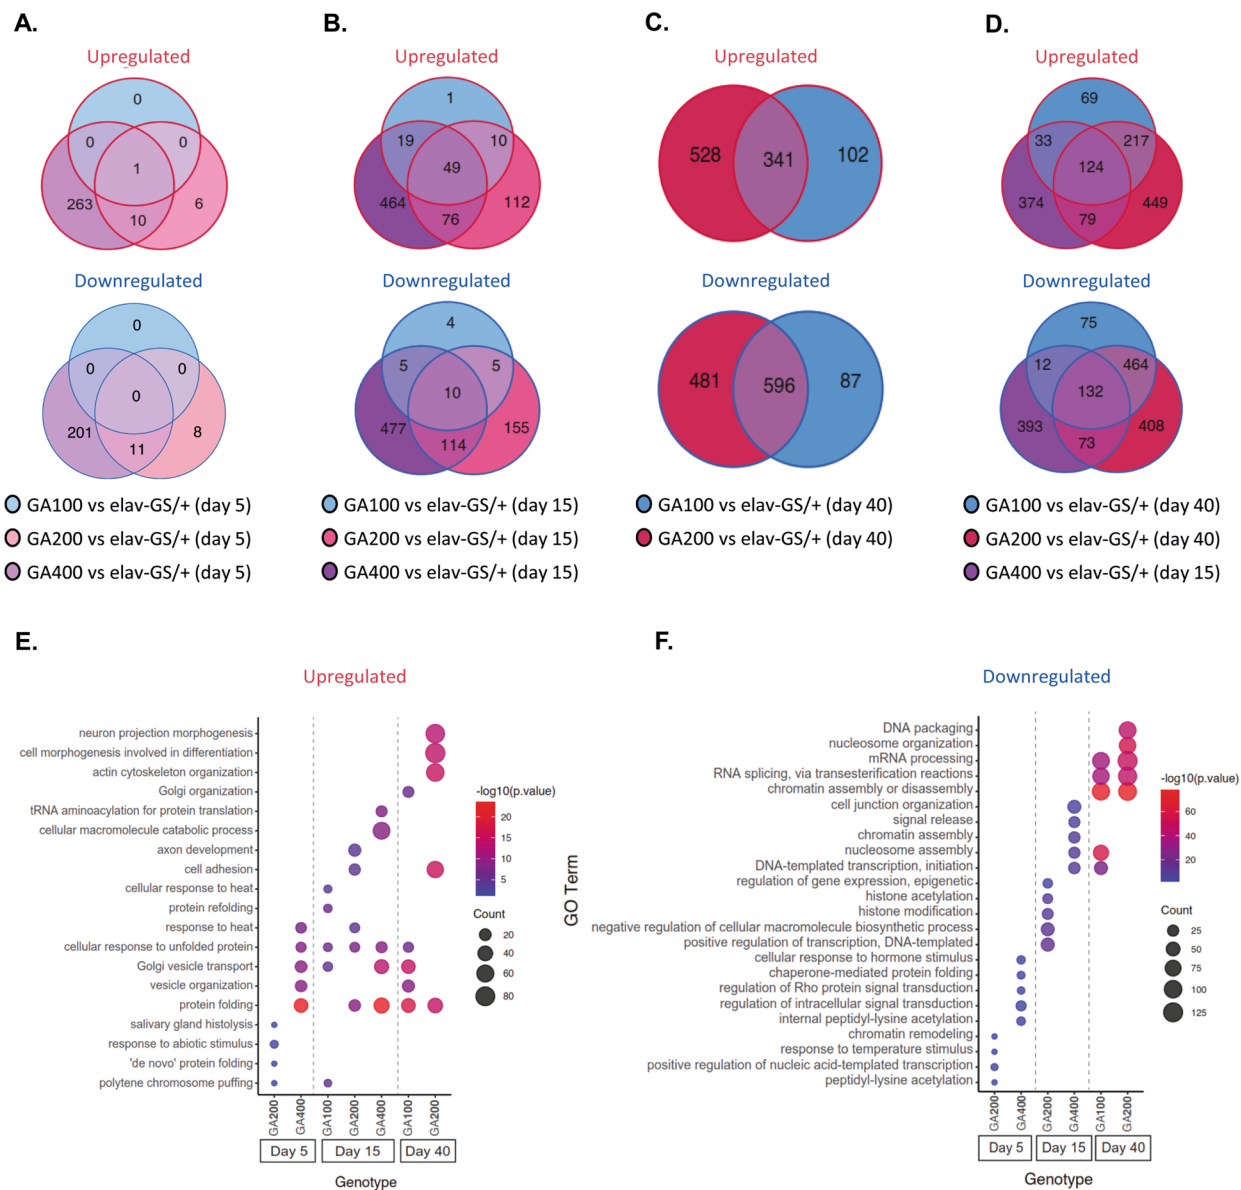 A.
B.
C.
D.
Upregulated
Upregulated
Upregulated
Upregulated
0
0
0
1
263
10
6
1
19
10
49
464
76
112
528
341
102
69
33
217
124
374
79
449
Downregulated
Downregulated
Downregulated
Downregulated
0
0
0
0
201
11
8
4
5
5
10
477
114
155
481
596
87
75
12
464
132
393
73
408
GA100 vs elav-GS/+ (day 5)
GA200 vs elav-GS/+ (day 5)
GA400 vs elav-GS/+ (day 5)
GA100 vs elav-GS/+ (day 15)
GA200 vs elav-GS/+ (day 15)
GA400 vs elav-GS/+ (day 15)
GA100 vs elav-GS/+ (day 40)
GA200 vs elav-GS/+ (day 40)
GA100 vs elav-GS/+ (day 40)
GA200 vs elav-GS/+ (day 40)
GA400 vs elav-GS/+ (day 15)
E.
Upregulated
neuron projection morphogenesis
cell morphogenesis involved in differentiation
actin cytoskeleton organization
Golgi organization
tRNA aminoacylation for protein translation
cellular macromolecule catabolic process
axon development
cell adhesion
cellular response to heat
protein refolding
response to heat
cellular response to unfolded protein
Golgi vesicle transport
vesicle organization
protein folding
salivary gland histolysis
response to abiotic stimulus
'de novo' protein folding
polytene chromosome puffing
GA200
GA400
GA100
GA200
GA400
GA100
GA200
Day 5
Day 15
Day 40
Genotype
-log10(p.value)
20
15
10
5
Count
20
40
60
80
F.
Downregulated
GO Term
DNA packaging
nucleosome organization
mRNA processing
RNA splicing, via transesterification reactions
chromatin assembly or disassembly
cell junction organization
signal release
chromatin assembly
nucleosome assembly
DNA-templated transcription, initiation
regulation of gene expression, epigenetic
histone acetylation
histone modification
negative regulation of cellular macromolecule biosynthetic process
positive regulation of transcription, DNA-templated
cellular response to hormone stimulus
chaperone-mediated protein folding
regulation of Rho protein signal transduction
regulation of intracellular signal transduction
internal peptidyl-lysine acetylation
chromatin remodeling
response to temperature stimulus
positive regulation of nucleic acid-templated transcription
peptidyl-lysine acetylation
GA200
GA400
GA200
GA400
GA100
GA200
Day 5
Day 15
Day 40
Genotype
-log10(p.value)
60
40
20
Count
25
50
75
100
125